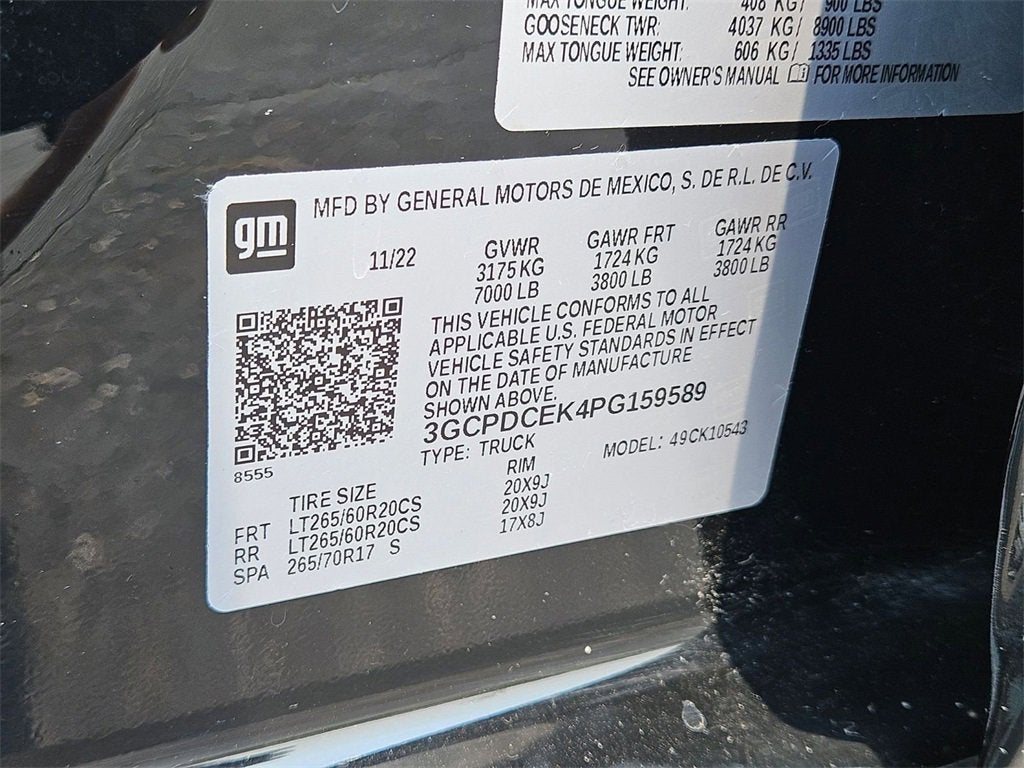 MAX TONGUE WEIGHT: 408 KG/ 900 LBS
GOOSENECK TWR: 4037 KG/ 8900 LBS
MAX TONGUE WEIGHT: 606 KG/ 1335 LBS
SEE OWNER'S MANUAL FOR MORE INFORMATION
gm
MFD BY GENERAL MOTORS DE MEXICO, S. DE R.L. DE C.V.
11/22 GVWR GAWR FRT GAWR RR
3175 KG 1724 KG 1724 KG
7000 LB 3800 LB 3800 LB
THIS VEHICLE CONFORMS TO ALL
APPLICABLE U.S. FEDERAL MOTOR
VEHICLE SAFETY STANDARDS IN EFFECT
ON THE DATE OF MANUFACTURE
SHOWN ABOVE.
3GCPDCEK4PG159589
TYPE: TRUCK MODEL: 49CK10543
8555
TIRE SIZE RIM
FRT LT265/60R20CS 20X9J
RR LT265/60R20CS 20X9J
SPA 265/70R17 S 17X8J